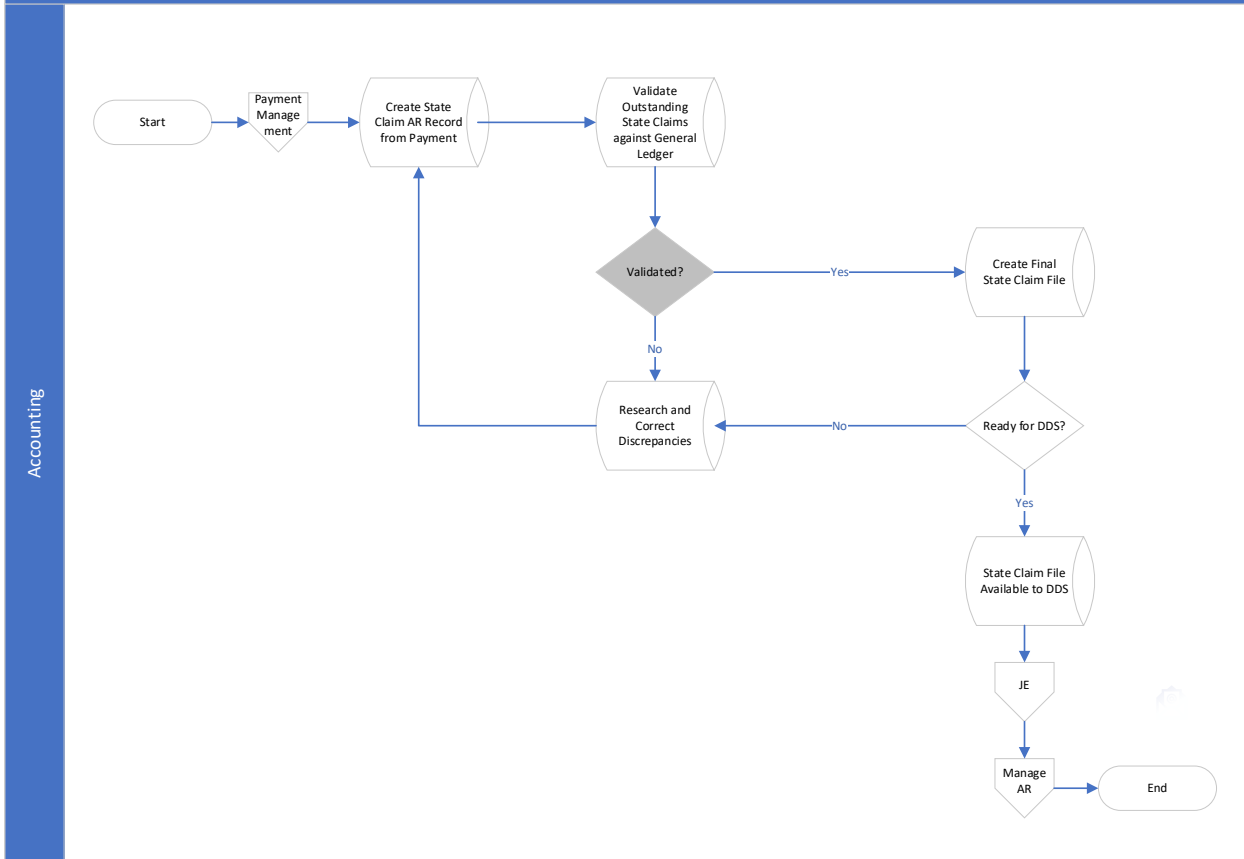 Accounting
Start
Payment
Manage
ment
Create State
Claim AR Record
from Payment
Validate
Outstanding
State Claims
against General
Ledger
Validated?
Yes
Create Final
State Claim File
No
Research and
Correct
Discrepancies
No
Ready for DDS?
Yes
State Claim File
Available to DDS
JE
Manage
AR
End